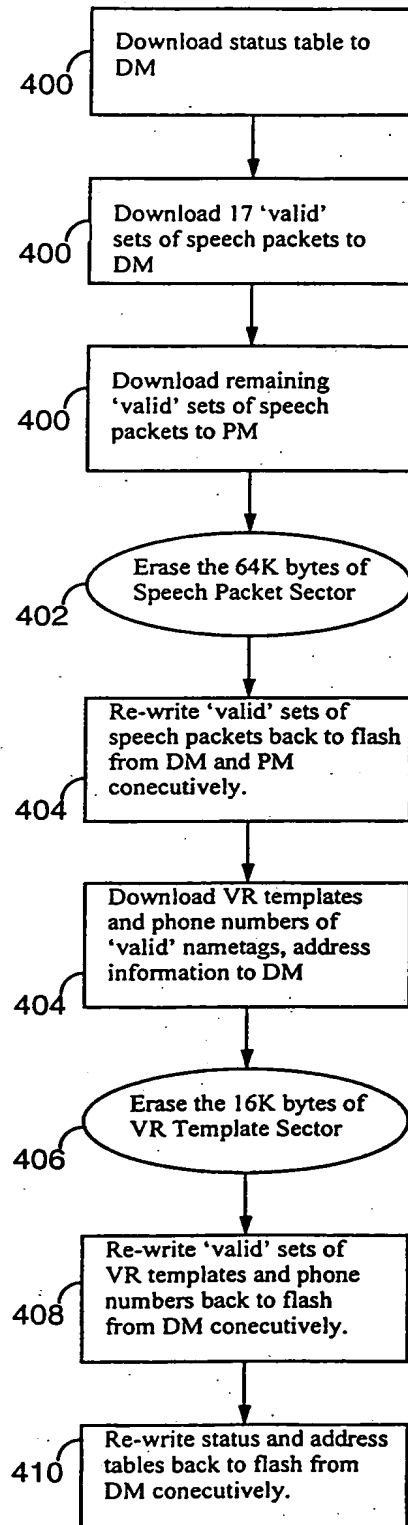 Download status table to
DM
400
Download 17 'valid'
sets of speech packets to
DM
400
Download remaining
'valid' sets of speech
packets to PM
400
Erase the 64K bytes of
Speech Packet Sector
402
Re-write 'valid' sets of
speech packets back to flash
from DM and PM
conecutively.
404
Download VR templates
and phone numbers of
'valid' nametags, address
information to DM
404
Erase the 16K bytes of
VR Template Sector
406
Re-write 'valid' sets of
VR templates and phone
numbers back to flash
from DM conecutively.
408
Re-write status and address
tables back to flash from
DM conecutively.
410